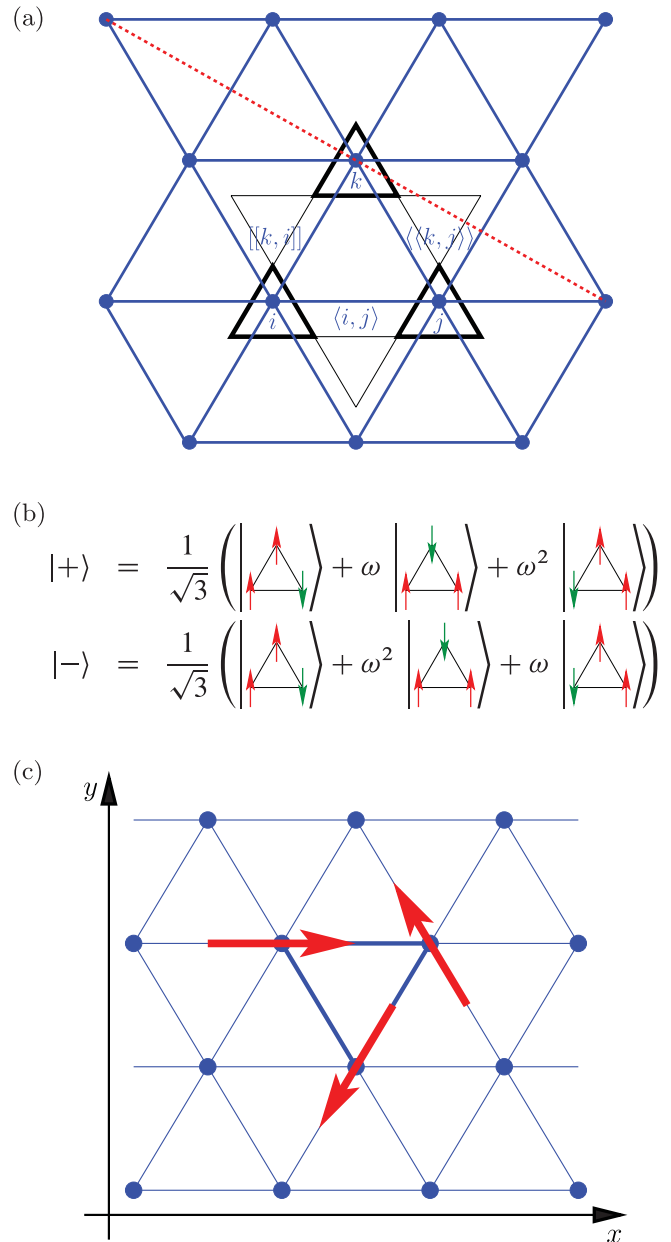 (a)
k
[[k, i]] ⟨⟨k, j⟩⟩
i ⟨i, j⟩ j
(b)
|+⟩ = 1/√3 (| ⟩ + ω | ⟩ + ω² | ⟩)
|−⟩ = 1/√3 (| ⟩ + ω² | ⟩ + ω | ⟩)
(c)
y
x